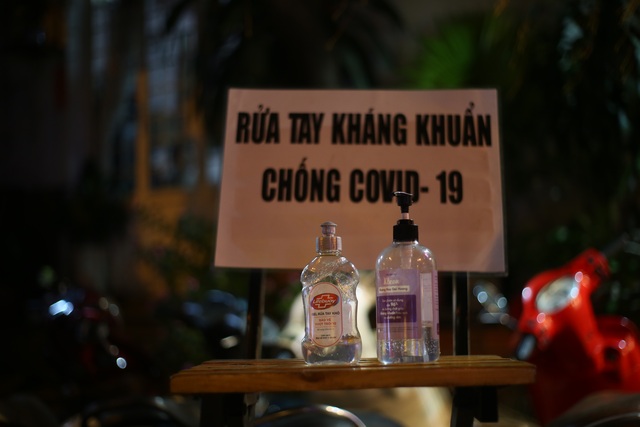 RỬA TAY KHÁNG KHUẨN
CHỐNG COVID- 19